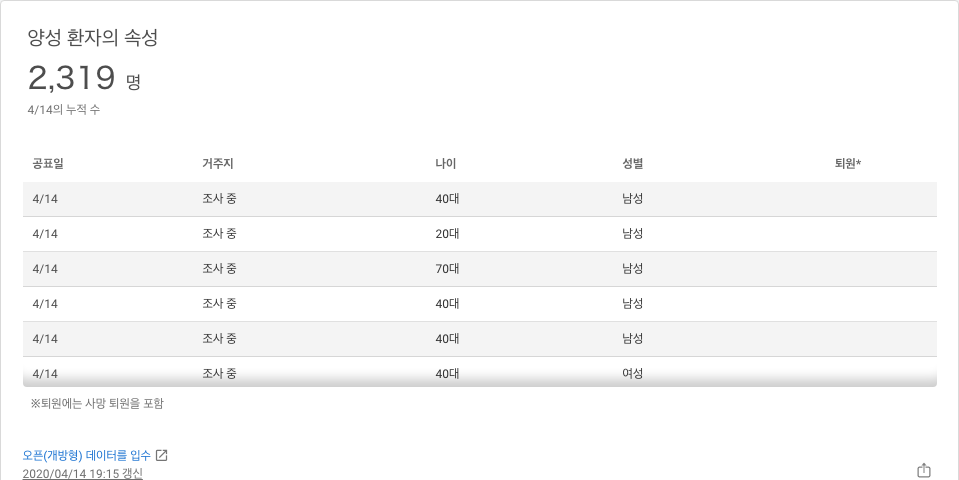 양성 환자의 속성
2,319 명
4/14의 누적 수
공표일 거주지 나이 성별 퇴원*
4/14 조사 중 40대 남성
4/14 조사 중 20대 남성
4/14 조사 중 70대 남성
4/14 조사 중 40대 남성
4/14 조사 중 40대 남성
4/14 조사 중 40대 여성
※퇴원에는 사망 퇴원을 포함
오픈(개방형) 데이터를 입수
2020/04/14 19:15 갱신